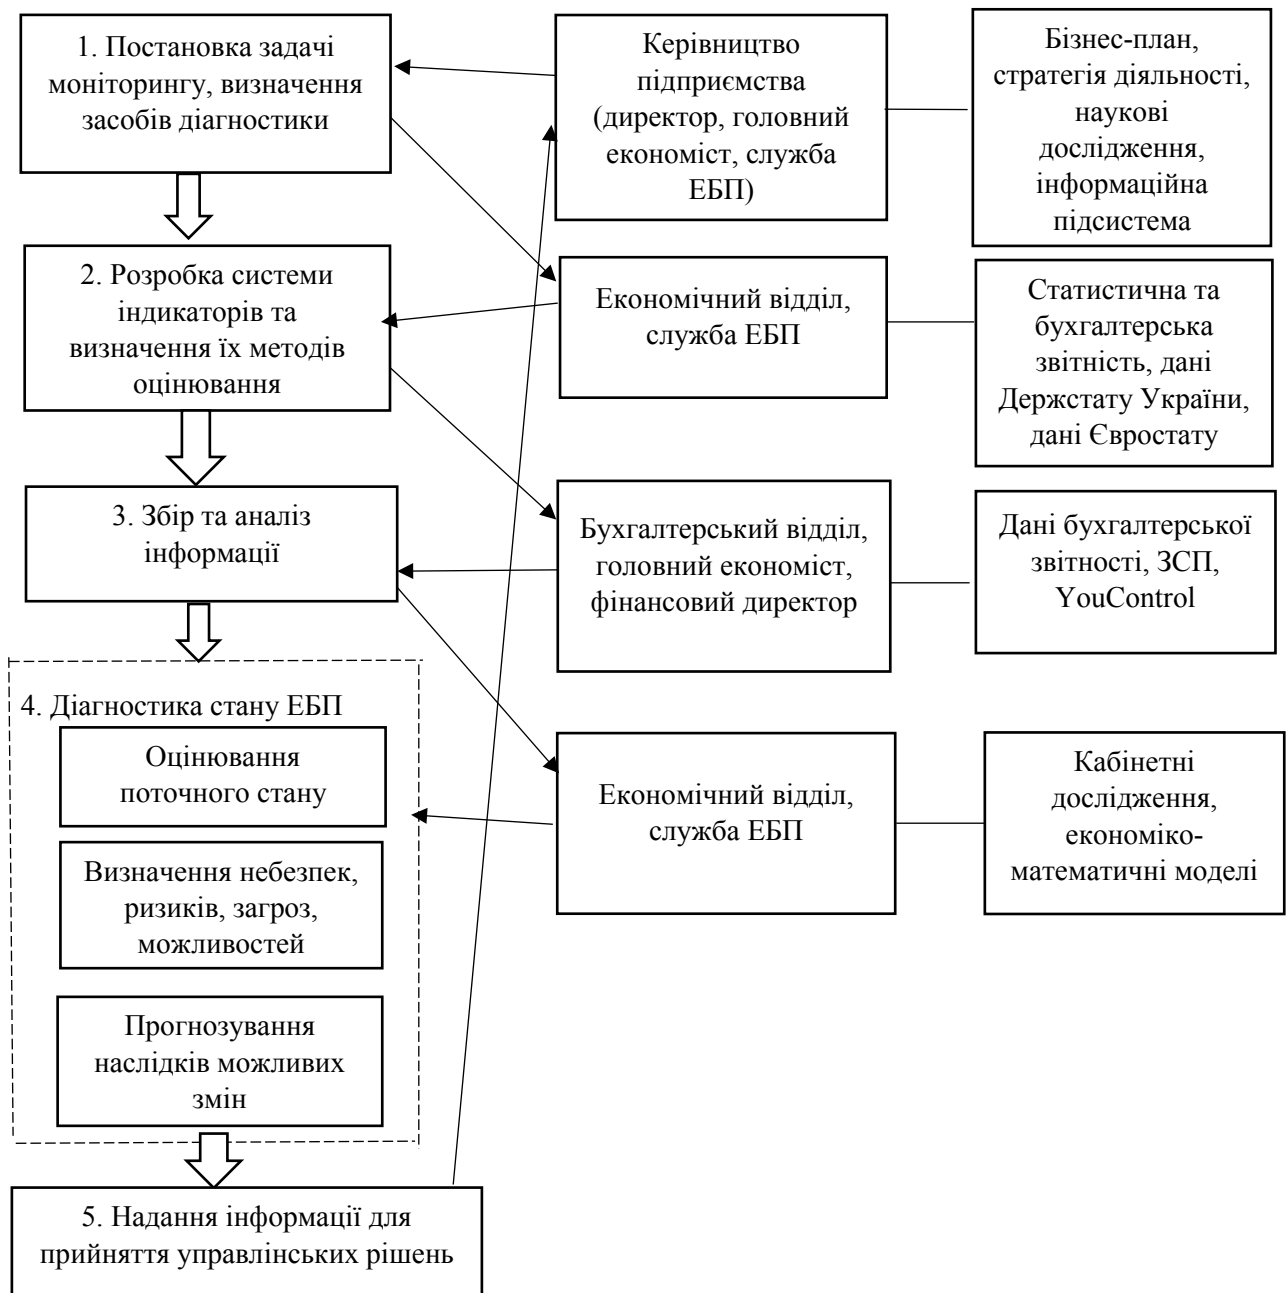 1. Постановка задачі
моніторингу, визначення
засобів діагностики
Керівництво
підприємства
(директор, головний
економіст, служба
ЕБП)
Бізнес-план,
стратегія діяльності,
наукові
дослідження,
інформаційна
підсистема
2. Розробка системи
індикаторів та
визначення їх методів
оцінювання
Економічний відділ,
служба ЕБП
Статистична та
бухгалтерська
звітність, дані
Держстату України,
дані Євростату
3. Збір та аналіз
інформації
Бухгалтерський відділ,
головний економіст,
фінансовий директор
Дані бухгалтерської
звітності, ЗСП,
YouControl
4. Діагностика стану ЕБП
Оцінювання
поточного стану
Визначення небезпек,
ризиків, загроз,
можливостей
Прогнозування
наслідків можливих
змін
Економічний відділ,
служба ЕБП
Кабінетні
дослідження,
економіко-
математичні моделі
5. Надання інформації для
прийняття управлінських рішень